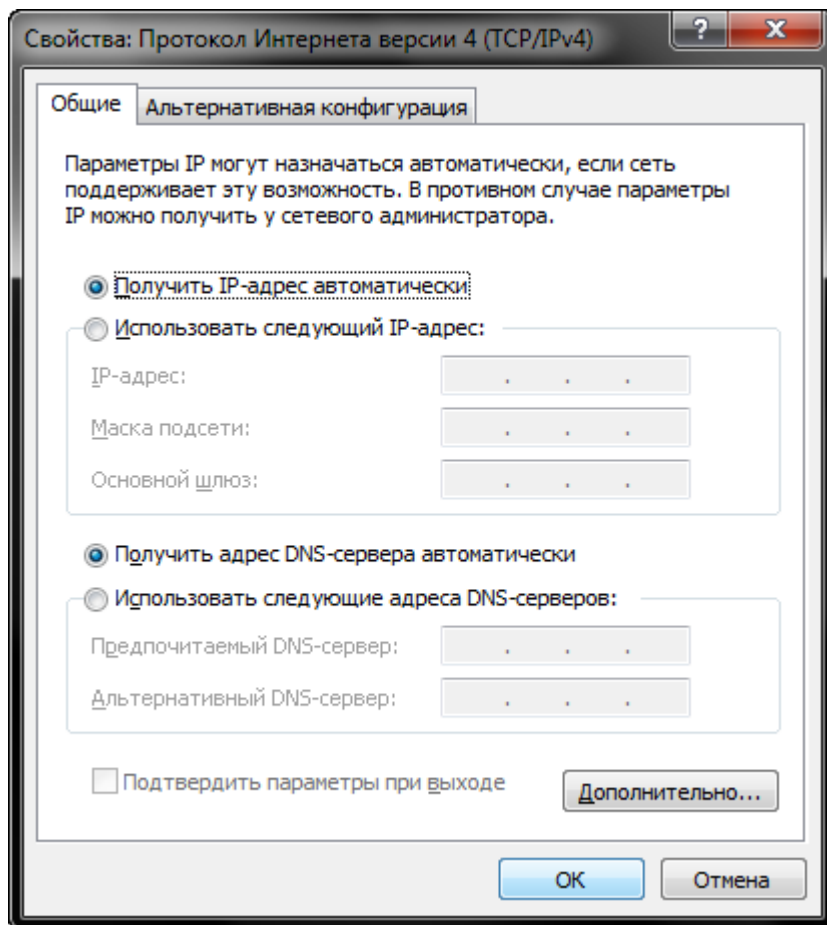 Свойства: Протокол Интернета версии 4 (TCP/IPv4)
Общие
Альтернативная конфигурация
Параметры IP могут назначаться автоматически, если сеть
поддерживает эту возможность. В противном случае параметры
IP можно получить у сетевого администратора.
Получить IP-адрес автоматически
Использовать следующий IP-адрес:
IP-адрес:
Маска подсети:
Основной шлюз:
Получить адрес DNS-сервера автоматически
Использовать следующие адреса DNS-серверов:
Предпочитаемый DNS-сервер:
Альтернативный DNS-сервер:
Подтвердить параметры при выходе
Дополнительно...
ОК
Отмена